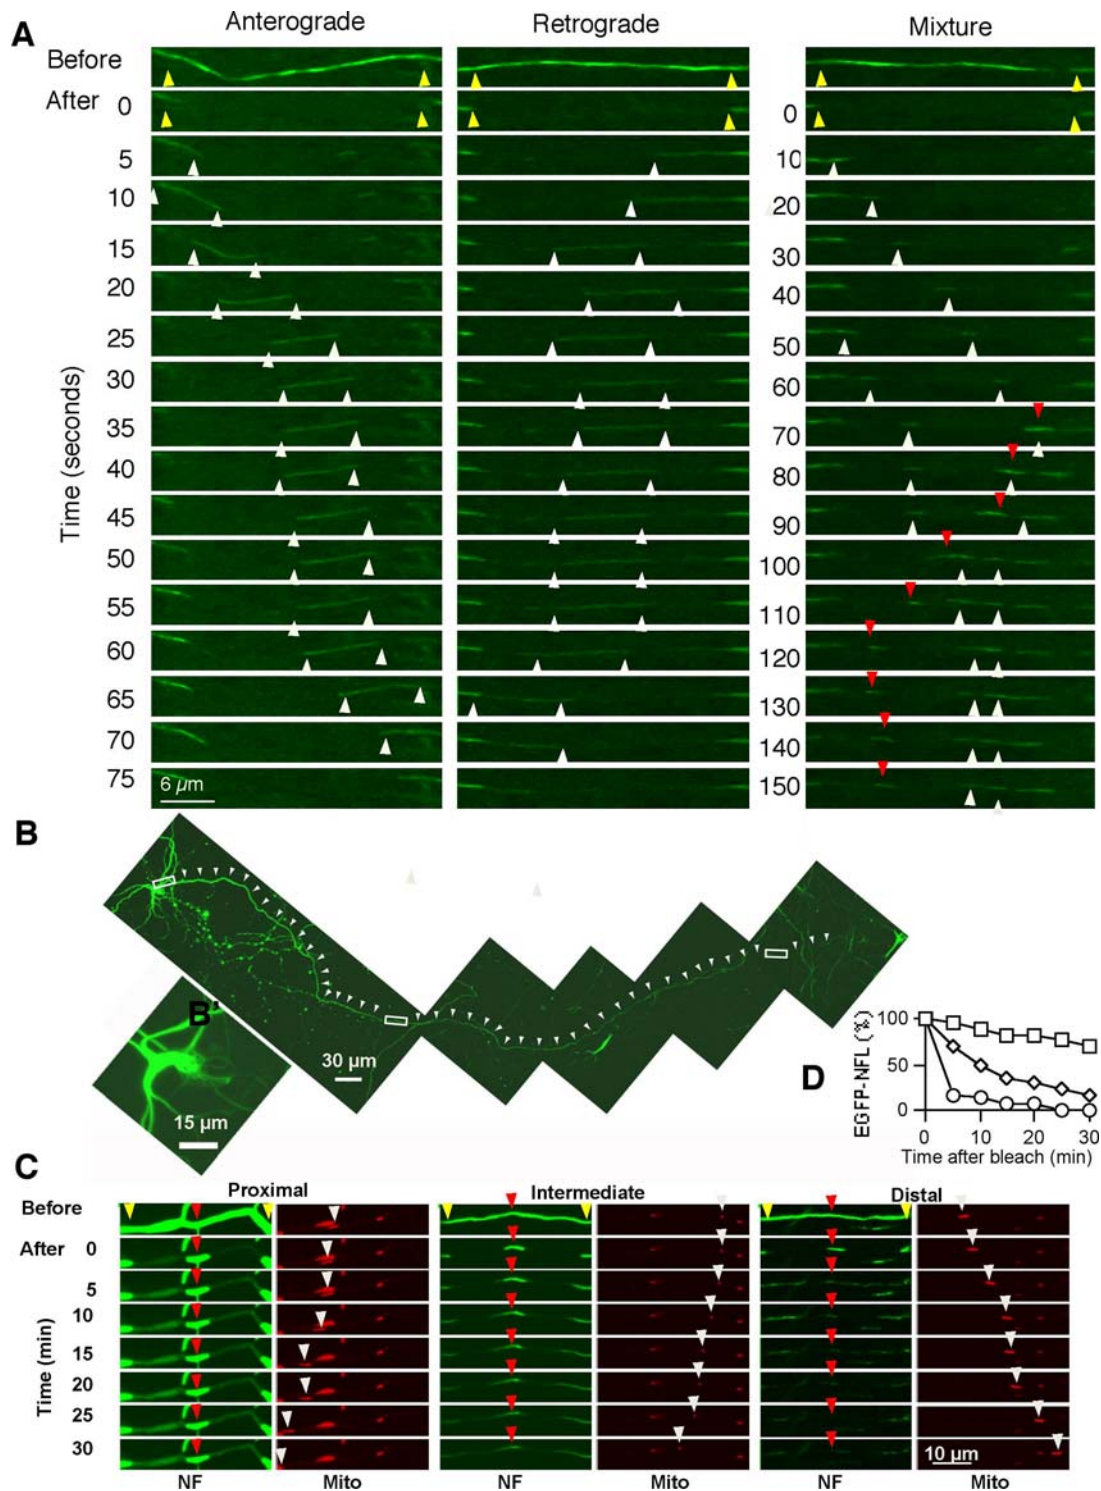 A
Anterograde
Retrograde
Mixture
Before
After
0
5
10
15
20
25
30
35
40
45
50
55
60
65
70
75
Time (seconds)
6 µm
0
10
20
30
40
50
60
70
80
90
100
110
120
130
140
150
B
B'
30 µm
15 µm
D
EGFP-NFL (%)
100
50
0
0 10 20 30
Time after bleach (min)
C
Proximal Intermediate Distal
Before
After 0
5
10
15
20
25
30
Time (min)
10 µm
NF Mito NF Mito NF Mito